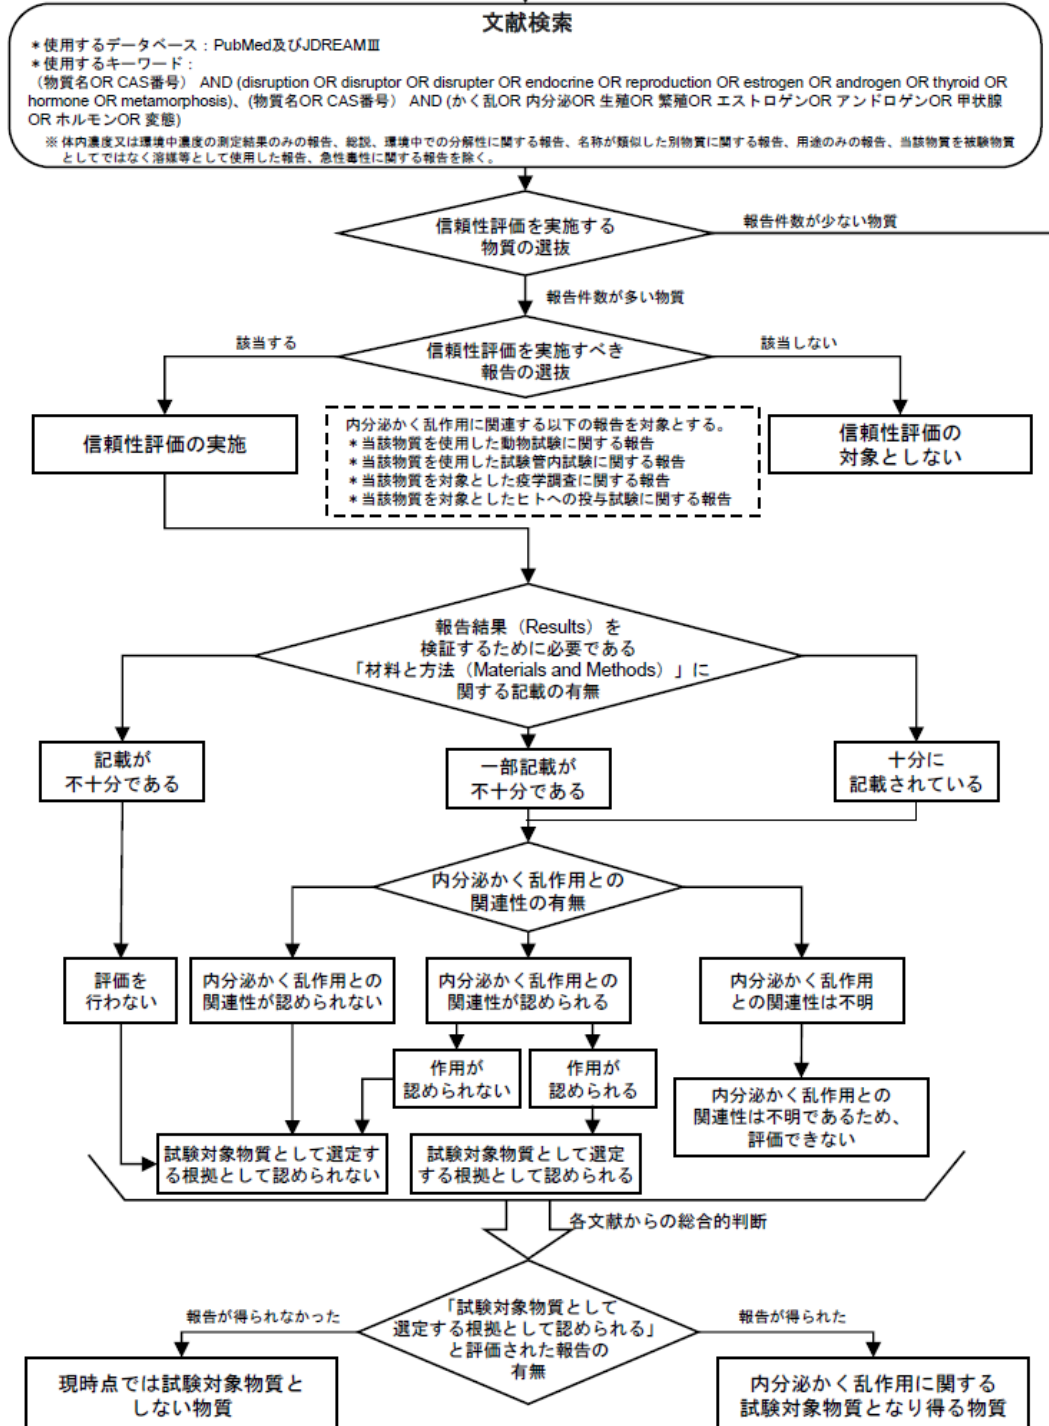 文献検索
＊使用するデータベース：PubMed及びJDREAMⅢ
＊使用するキーワード：
（物質名OR CAS番号） AND (disruption OR disruptor OR disrupter OR endocrine OR reproduction OR estrogen OR androgen OR thyroid OR
hormone OR metamorphosis)、(物質名OR CAS番号） AND (かく乱OR 内分泌OR 生殖OR 繁殖OR エストロゲンOR アンドロゲンOR 甲状腺
OR ホルモンOR 変態)
※ 体内濃度又は環境中濃度の測定結果のみの報告、総説、環境中での分解性に関する報告、名称が類似した別物質に関する報告、用途のみの報告、当該物質を被験物質
としてではなく溶媒等として使用した報告、急性毒性に関する報告を除く。
信頼性評価を実施する
物質の選抜
報告件数が少ない物質
報告件数が多い物質
該当する
信頼性評価を実施すべき
報告の選抜
該当しない
信頼性評価の実施
内分泌かく乱作用に関連する以下の報告を対象とする。
＊当該物質を使用した動物試験に関する報告
＊当該物質を使用した試験管内試験に関する報告
＊当該物質を対象とした疫学調査に関する報告
＊当該物質を対象としたヒトへの投与試験に関する報告
信頼性評価の
対象としない
報告結果（Results）を
検証するために必要である
「材料と方法（Materials and Methods）」に
関する記載の有無
記載が
不十分である
一部記載が
不十分である
十分に
記載されている
内分泌かく乱作用との
関連性の有無
評価を
行わない
内分泌かく乱作用との
関連性が認められない
内分泌かく乱作用との
関連性が認められる
内分泌かく乱作用
との関連性は不明
作用が
認められない
作用が
認められる
内分泌かく乱作用との
関連性は不明であるため、
評価できない
試験対象物質として選定す
る根拠として認められない
試験対象物質として選定
する根拠として認められる
各文献からの総合的判断
「試験対象物質として
選定する根拠として認められる」
と評価された報告の
有無
報告が得られなかった
報告が得られた
現時点では試験対象物質と
しない物質
内分泌かく乱作用に関する
試験対象物質となり得る物質